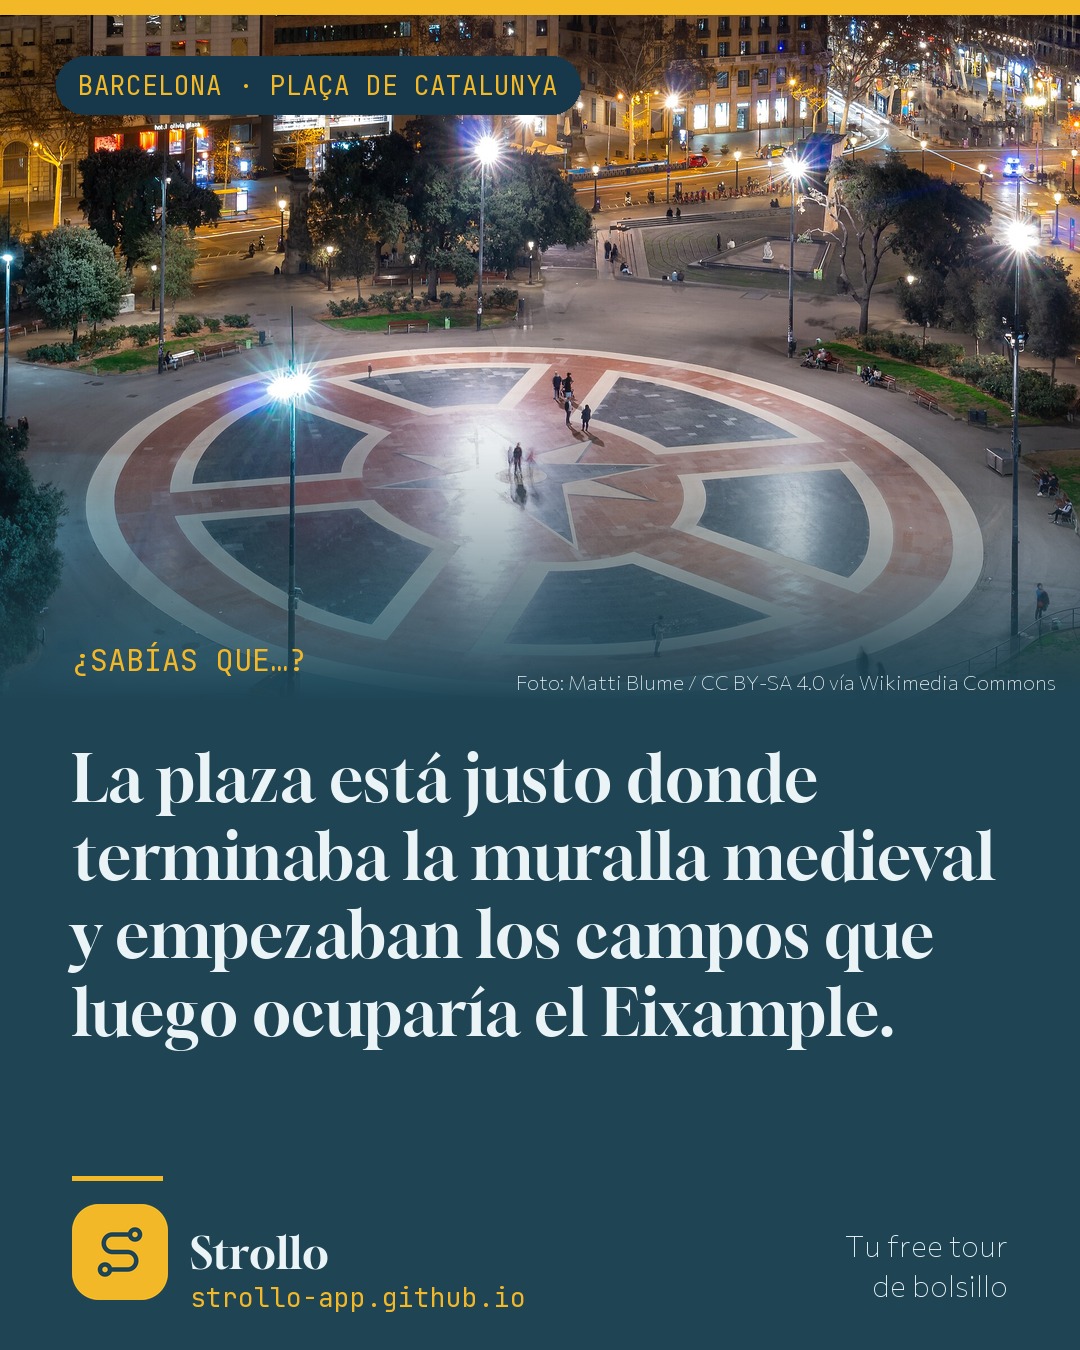 BARCELONA · PLAÇA DE CATALUNYA
¿SABÍAS QUE…?
Foto: Matti Blume / CC BY-SA 4.0 vía Wikimedia Commons
La plaza está justo donde
terminaba la muralla medieval
y empezaban los campos que
luego ocuparía el Eixample.
Strollo
strollo-app.github.io
Tu free tour
de bolsillo